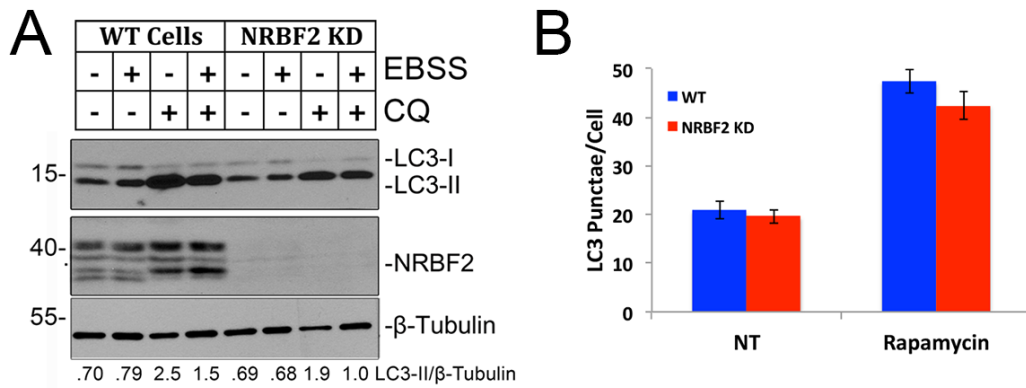 A
WT Cells NRBF2 KD
- + - + - + - + EBSS
- - + + - - + + CQ
15- -LC3-I
-LC3-II
40- -NRBF2
55- -β-Tubulin
.70 .79 2.5 1.5 .69 .68 1.9 1.0 LC3-II/β-Tubulin
B
LC3 Punctae/Cell
50
40
30
20
10
0
WT
NRBF2 KD
NT Rapamycin